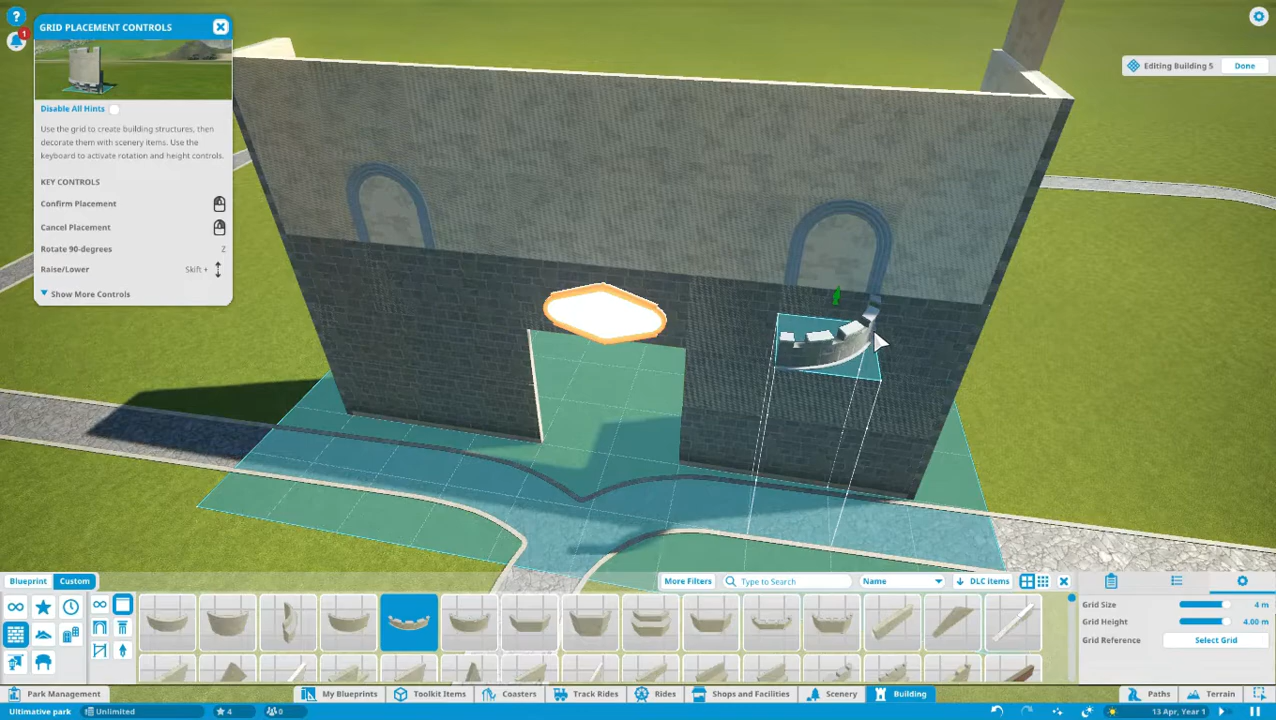 GRID PLACEMENT CONTROLS
1
Disable All Hints
Use the grid to create building structures, then
decorate them with scenery items. Use the
keyboard to activate rotation and height controls.
KEY CONTROLS
Confirm Placement
Cancel Placement
Rotate 90-degrees Z
Raise/Lower Skift +
Show More Controls
Editing Building 5 Done
Blueprint Custom More Filters Type to Search Name DLC items
Grid Size 4 m
Grid Height 4.00 m
Grid Reference Select Grid
Park Management My Blueprints Toolkit Items Coasters Track Rides Rides Shops and Facilities Scenery Building Paths Terrain
Ultimative park Unlimited 4 0 13 Apr, Year 1